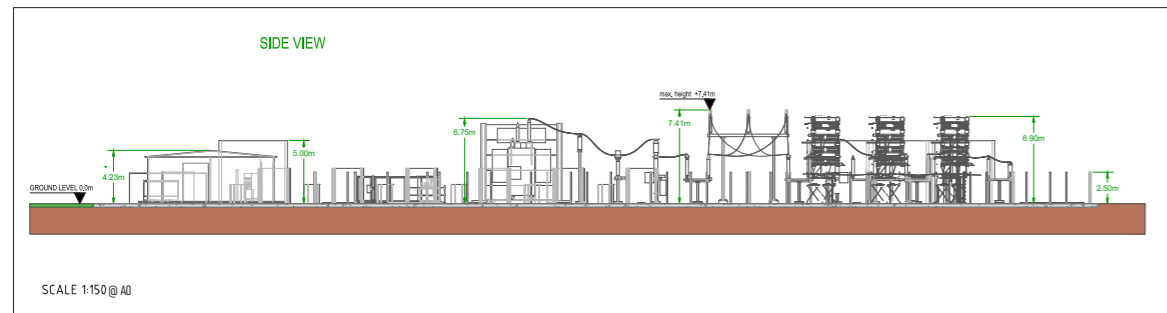 SIDE VIEW
max. height +7,41m
6.75m
7.41m
6.90m
5.00m
4.23m
2.50m
GROUND LEVEL 0,0m
SCALE 1:150@ A0